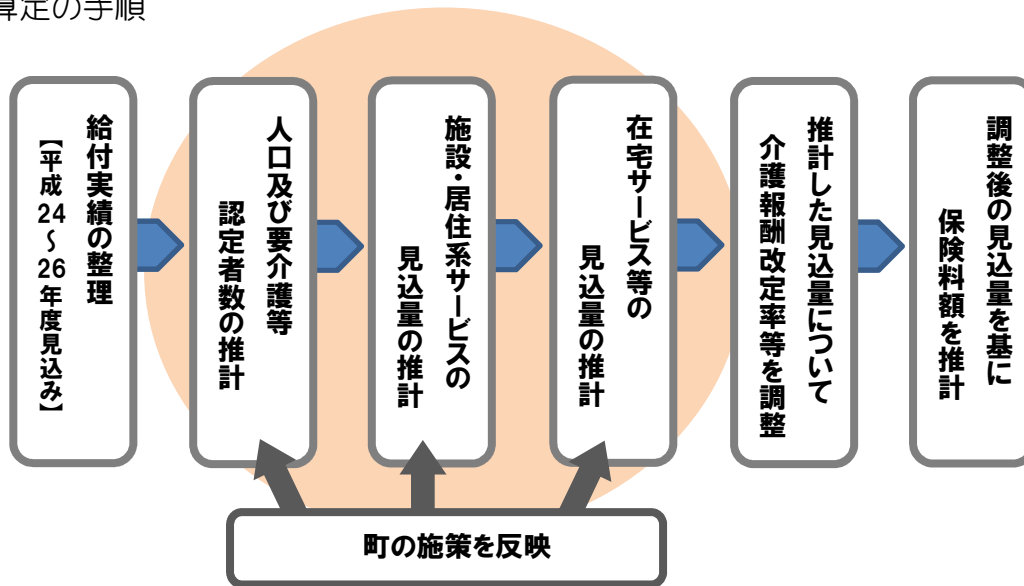 算定の手順
給付実績の整理
【平成24～26年度見込み】
人口及び要介護等
認定者数の推計
施設・居住系サービスの
見込量の推計
在宅サービス等の
見込量の推計
推計した見込量について
介護報酬改定率等を調整
調整後の見込量を基に
保険料額を推計
町の施策を反映